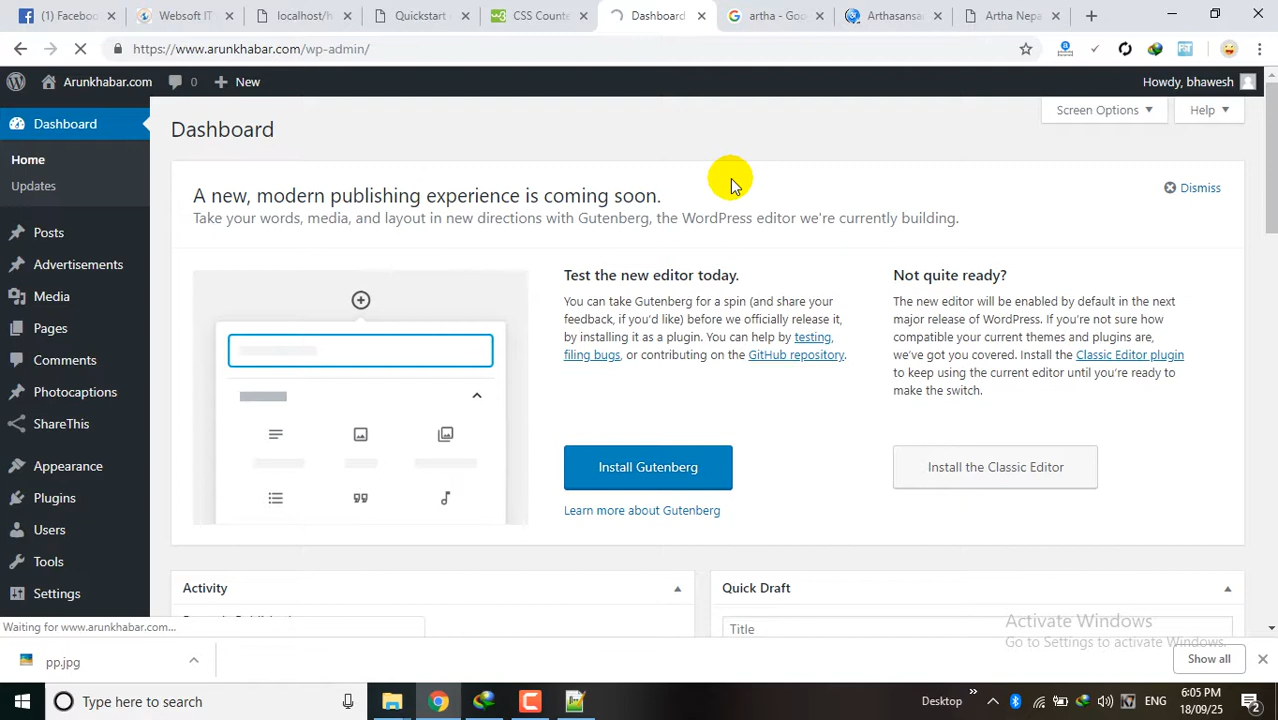 (1) Facebo
Websoft IT
localhost/h
Quickstart
CSS Counte
Dashboard
artha - Goo
Arthasansa
Artha Nepa
https://www.arunkhabar.com/wp-admin/
Arunkhabar.com 0 New
Howdy, bhawesh
Dashboard
Home
Updates
Posts
Advertisements
Media
Pages
Comments
Photocaptions
ShareThis
Appearance
Plugins
Users
Tools
Settings
Screen Options
Help
Dashboard
A new, modern publishing experience is coming soon.
Dismiss
Take your words, media, and layout in new directions with Gutenberg, the WordPress editor we're currently building.
Test the new editor today.
You can take Gutenberg for a spin (and share your
feedback, if you'd like) before we officially release it,
by installing it as a plugin. You can help by testing,
filing bugs, or contributing on the GitHub repository.
Install Gutenberg
Learn more about Gutenberg
Not quite ready?
The new editor will be enabled by default in the next
major release of WordPress. If you're not sure how
compatible your current themes and plugins are,
we've got you covered. Install the Classic Editor plugin
to keep using the current editor until you're ready to
make the switch.
Install the Classic Editor
Activity
Quick Draft
Title
Waiting for www.arunkhabar.com...
Activate Windows
Go to Settings to activate Windows.
pp.jpg
Show all
Type here to search
Desktop
ENG
6:05 PM
18/09/25
2